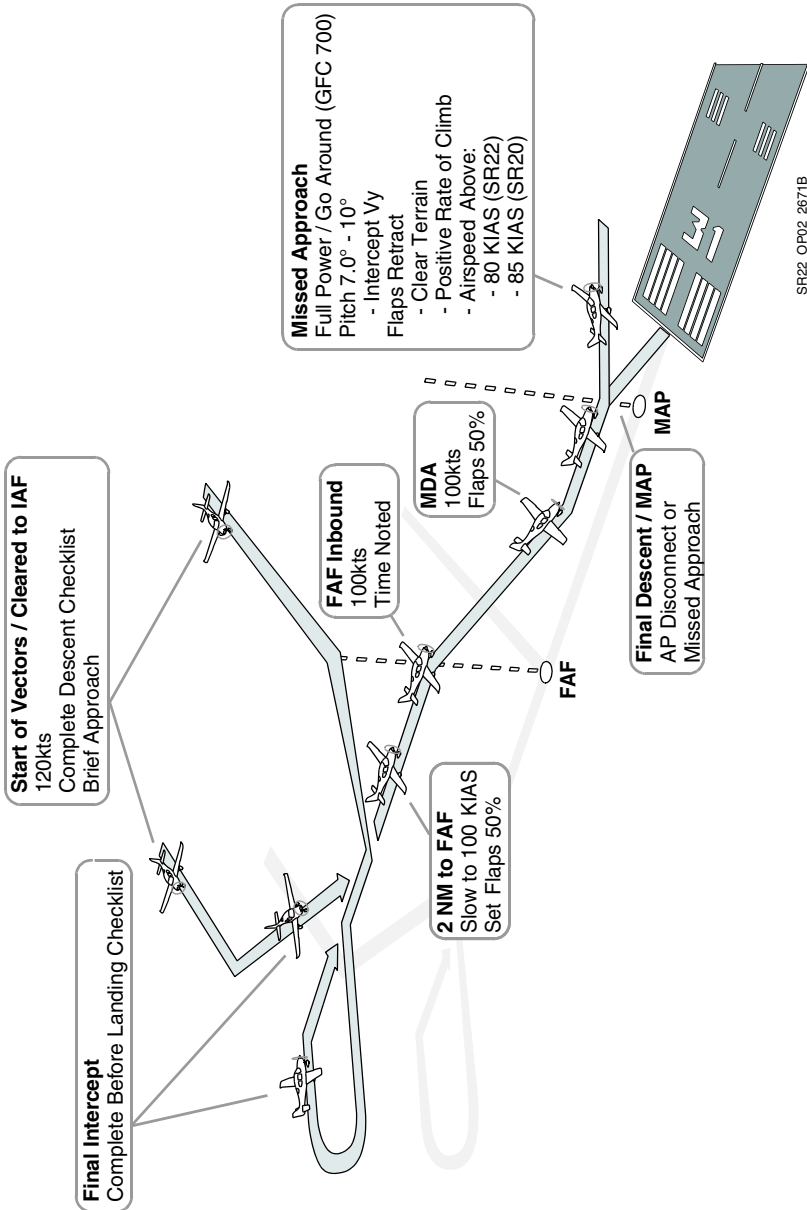 Start of Vectors / Cleared to IAF
120kts
Complete Descent Checklist
Brief Approach
Final Intercept
Complete Before Landing Checklist
2 NM to FAF
Slow to 100 KIAS
Set Flaps 50%
FAF Inbound
100kts
Time Noted
FAF
MDA
100kts
Flaps 50%
Final Descent / MAP
AP Disconnect or
Missed Approach
MAP
Missed Approach
Full Power / Go Around (GFC 700)
Pitch 7.0° - 10°
- Intercept Vy
Flaps Retract
- Clear Terrain
- Positive Rate of Climb
- Airspeed Above:
- 80 KIAS (SR22)
- 85 KIAS (SR20)
31
SR22_OP02_2671B